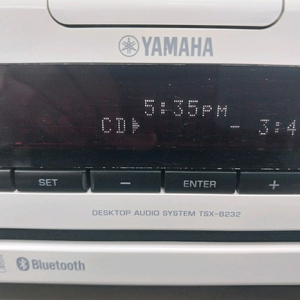 YAMAHA
5:35PM
CD - 3:4
SET - ENTER +
DESKTOP AUDIO SYSTEM TSX-B232
Bluetooth